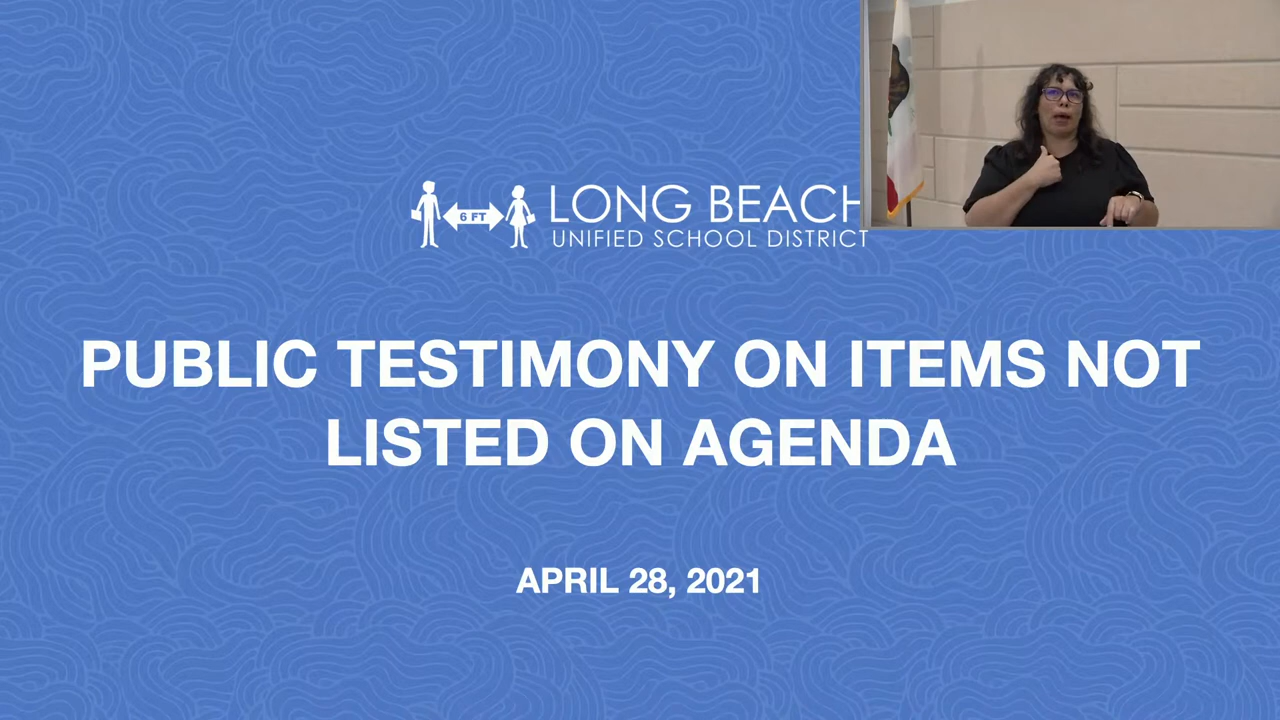 6 FT
LONG BEACH
UNIFIED SCHOOL DISTRICT
PUBLIC TESTIMONY ON ITEMS NOT
LISTED ON AGENDA
APRIL 28, 2021